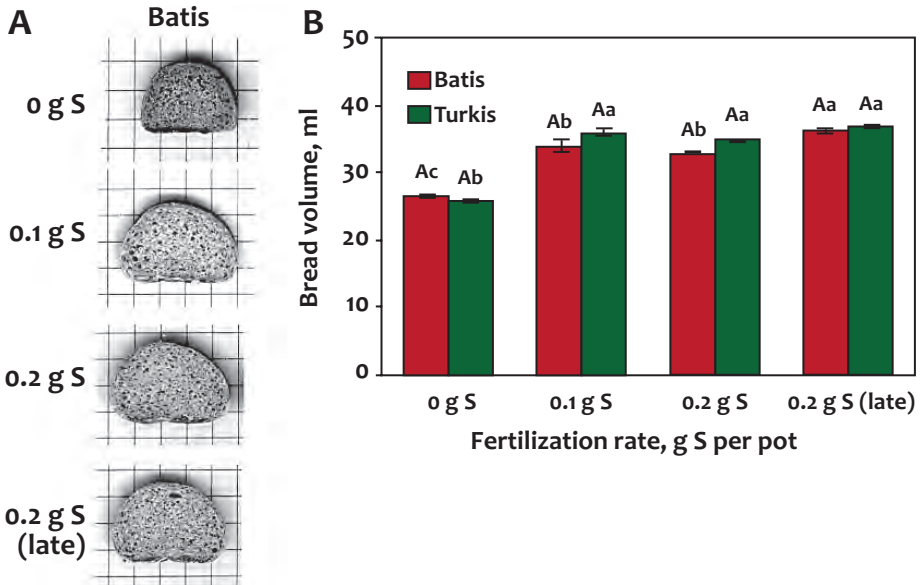 A
Batis
0 g S
0.1 g S
0.2 g S
0.2 g S
(late)
B
Bread volume, ml
50
40
30
20
10
0
Batis
Turkis
Ac
Ab
Ab
Aa
Ab
Aa
Aa
Aa
0 g S
0.1 g S
0.2 g S
0.2 g S (late)
Fertilization rate, g S per pot